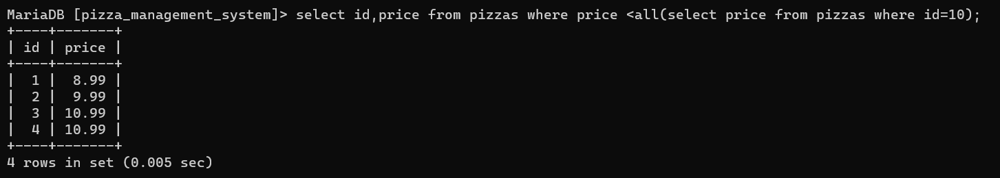 MariaDB [pizza_management_system]> select id,price from pizzas where price <all(select price from pizzas where id=10);
+----+-------+
| id | price |
+----+-------+
|  1 |  8.99 |
|  2 |  9.99 |
|  3 | 10.99 |
|  4 | 10.99 |
+----+-------+
4 rows in set (0.005 sec)